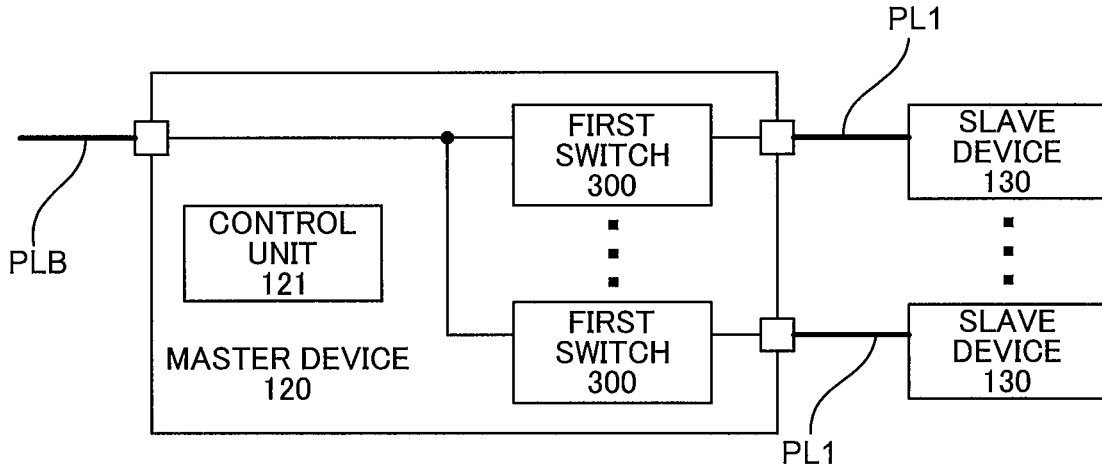 PL1
FIRST
SWITCH
300
SLAVE
DEVICE
130
PLB
CONTROL
UNIT
121
MASTER DEVICE
120
FIRST
SWITCH
300
SLAVE
DEVICE
130
PL1